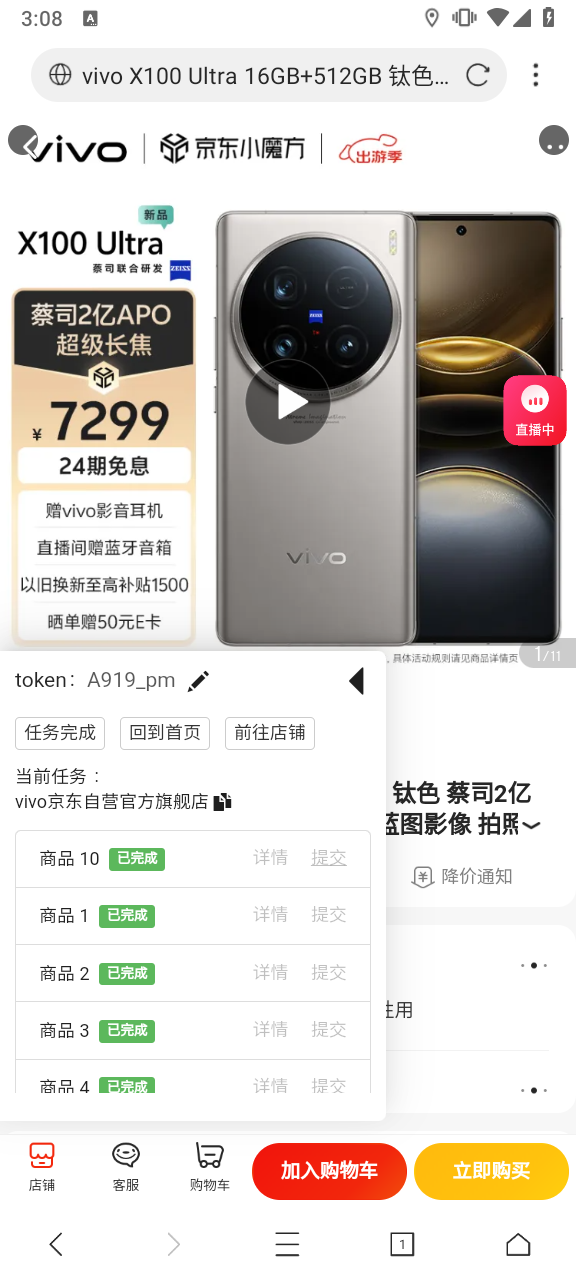 3:08
A
vivo X100 Ultra 16GB+512GB 钛色...
vivo 京东小魔方 出游季
新品
X100 Ultra
蔡司联合研发 ZEISS
蔡司2亿APO
超级长焦
¥7299
24期免息
赠vivo影音耳机
直播间赠蓝牙音箱
以旧换新至高补贴1500
晒单赠50元E卡
ZEISS
vivo
直播中
具体活动规则请见商品详情页
1/11
token： A919_pm
任务完成 回到首页 前往店铺
当前任务：
vivo京东自营官方旗舰店
商品 10 已完成 详情 提交
商品 1 已完成 详情 提交
商品 2 已完成 详情 提交
商品 3 已完成 详情 提交
商品 4 已完成 详情 提交
钛色 蔡司2亿
蓝图影像 拍照
降价通知
性用
店铺 客服 购物车 加入购物车 立即购买
1